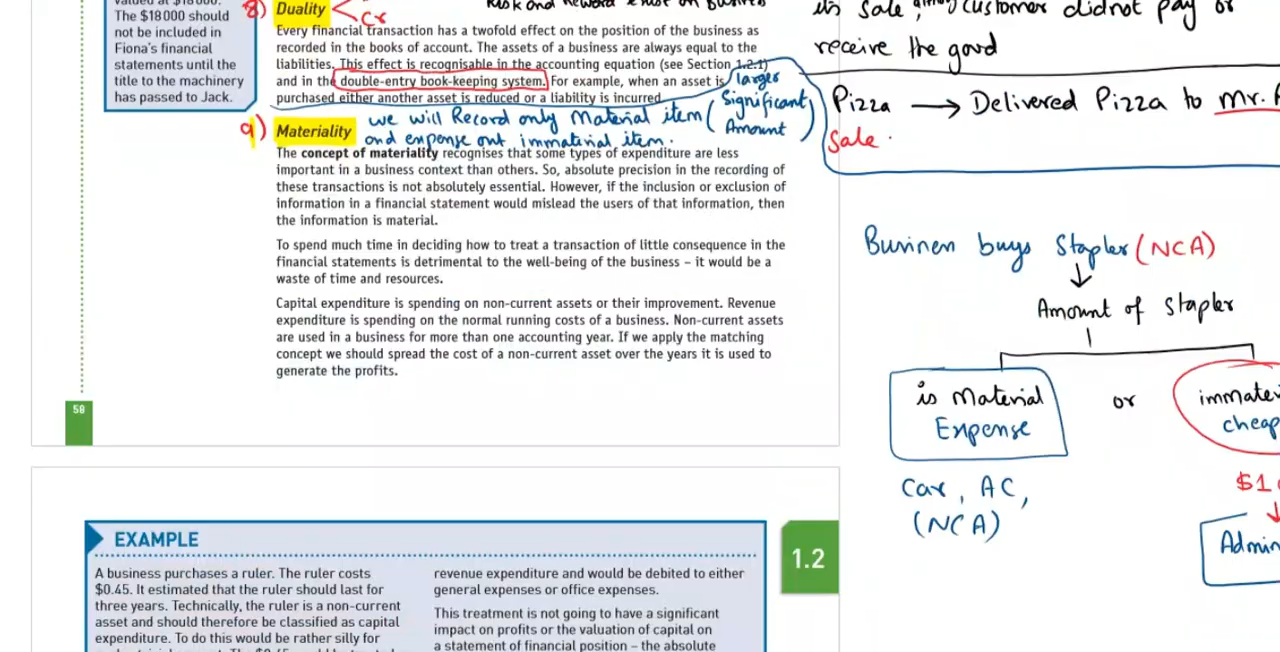 The $18 000 should
not be included in
Fiona's financial
statements until the
title to the machinery
has passed to Jack.
8) Duality
Cr
Every financial transaction has a twofold effect on the position of the business as
recorded in the books of account. The assets of a business are always equal to the
liabilities. This effect is recognisable in the accounting equation (see Section 1.2.1)
and in the double-entry book-keeping system. For example, when an asset is
purchased either another asset is reduced or a liability is incurred.
9) Materiality
we will Record only Material item (larger Significant Amount)
and expense out immaterial item.
The concept of materiality recognises that some types of expenditure are less
important in a business context than others. So, absolute precision in the recording of
these transactions is not absolutely essential. However, if the inclusion or exclusion of
information in a financial statement would mislead the users of that information, then
the information is material.
To spend much time in deciding how to treat a transaction of little consequence in the
financial statements is detrimental to the well-being of the business – it would be a
waste of time and resources.
Capital expenditure is spending on non-current assets or their improvement. Revenue
expenditure is spending on the normal running costs of a business. Non-current assets
are used in a business for more than one accounting year. If we apply the matching
concept we should spread the cost of a non-current asset over the years it is used to
generate the profits.
58
its sale, customer didnot pay or
receive the good
Pizza → Delivered Pizza to Mr.
Sale.
Business buys Stapler (NCA)
Amount of Stapler
is Material
Expense
or
cheap
Car, AC,
(NCA)
EXAMPLE
1.2
A business purchases a ruler. The ruler costs
$0.45. It estimated that the ruler should last for
three years. Technically, the ruler is a non-current
asset and should therefore be classified as capital
expenditure. To do this would be rather silly for
revenue expenditure and would be debited to either
general expenses or office expenses.
This treatment is not going to have a significant
impact on profits or the valuation of capital on
a statement of financial position – the absolute